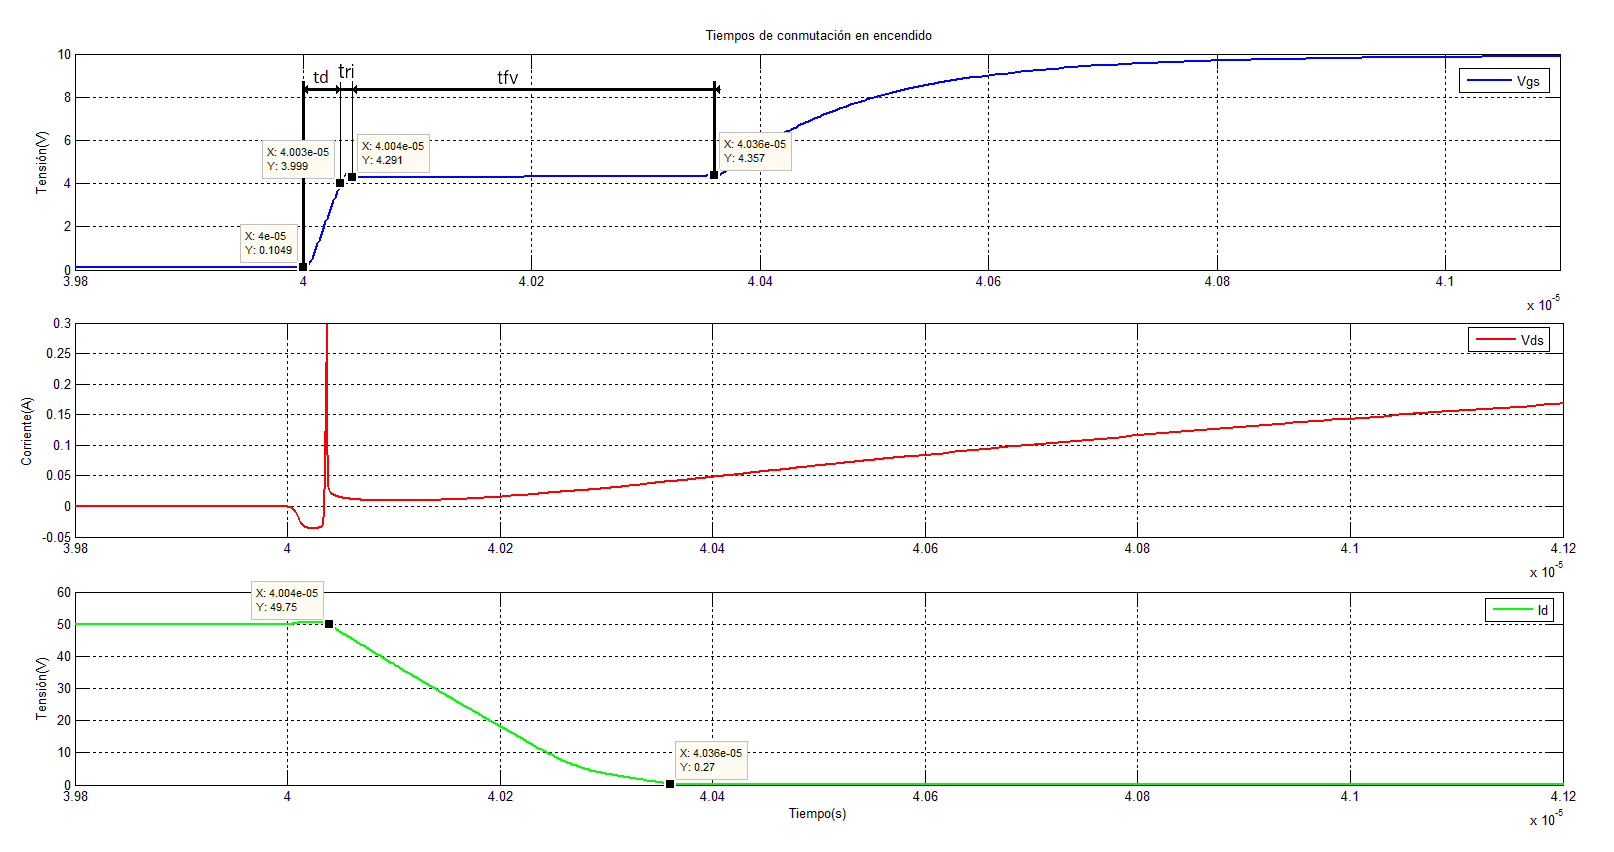 Tiempos de conmutación en encendido
10
8
6
4
2
0
Tensión(V)
td
tri
tfv
Vgs
X: 4.003e-05
Y: 3.999
X: 4.004e-05
Y: 4.291
X: 4.036e-05
Y: 4.357
X: 4e-05
Y: 0.1049
3.98 4 4.02 4.04 4.06 4.08 4.1
x 10-5
0.3
0.25
0.2
0.15
0.1
0.05
0
-0.05
Corriente(A)
Vds
3.98 4 4.02 4.04 4.06 4.08 4.1 4.12
x 10-5
60
50
40
30
20
10
0
Tensión(V)
X: 4.004e-05
Y: 49.75
X: 4.036e-05
Y: 0.27
Id
3.98 4 4.02 4.04 4.06 4.08 4.1 4.12
Tiempo(s)
x 10-5